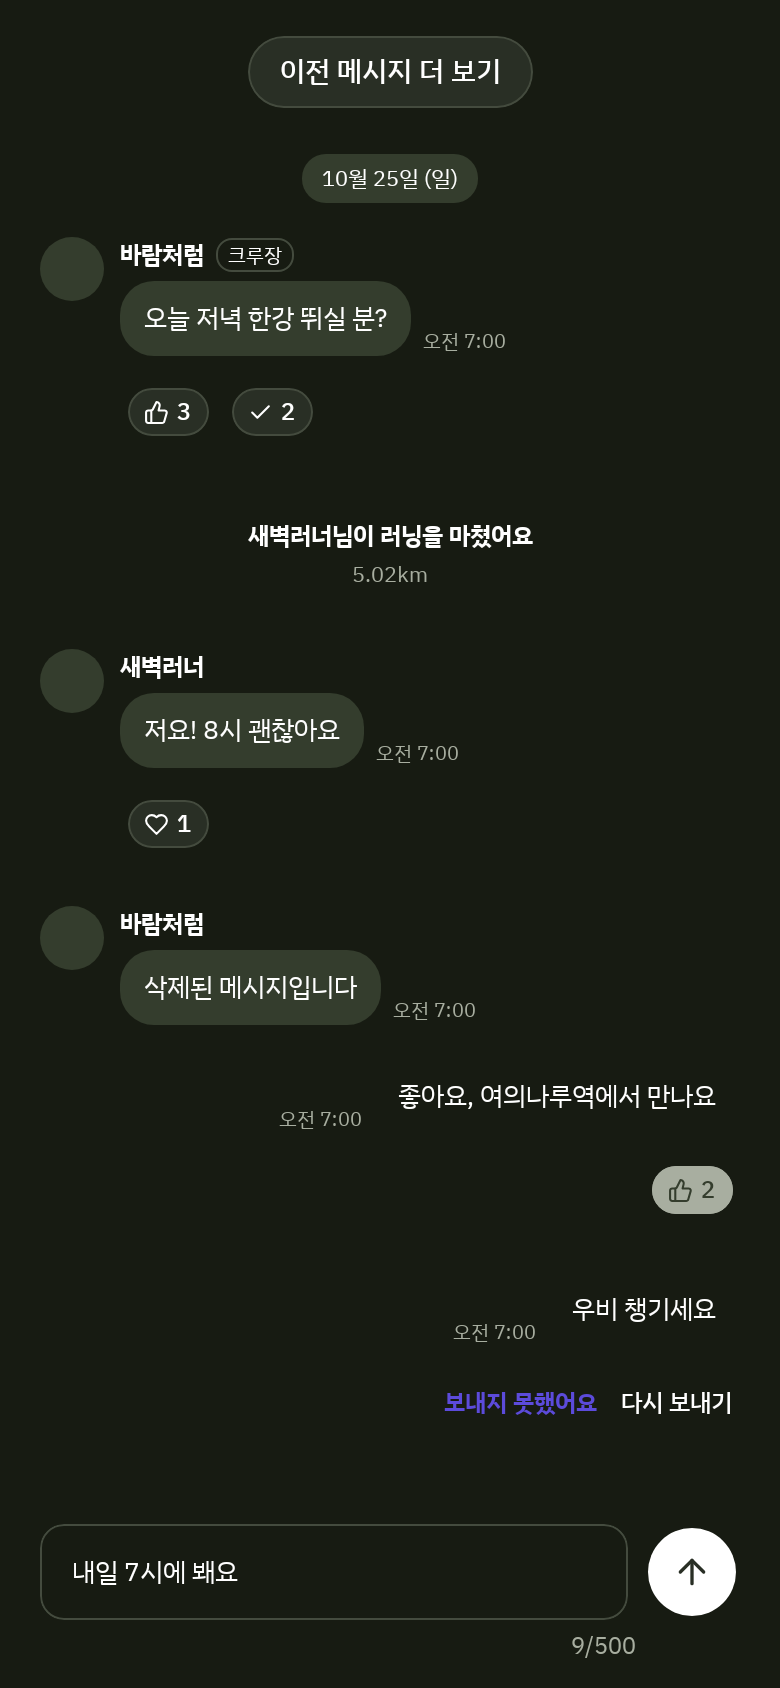 이전 메시지 더 보기
10월 25일 (일)
바람처럼 크루장
오늘 저녁 한강 뛰실 분?
오전 7:00
3 2
새벽러너님이 러닝을 마쳤어요
5.02km
새벽러너
저요! 8시 괜찮아요
오전 7:00
1
바람처럼
삭제된 메시지입니다
오전 7:00
좋아요, 여의나루역에서 만나요
오전 7:00
2
우비 챙기세요
오전 7:00
보내지 못했어요 다시 보내기
내일 7시에 봬요
9/500